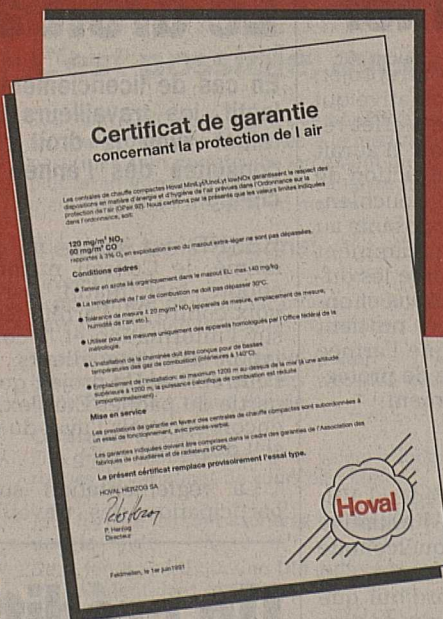 Certificat de garantie
concernant la protection de l air
Les centrales de chauffe compactes Hoval MiniLyt/UnoLyt lowNOx garantissent le respect des
dispositions en matière d'énergie et d'hygiène de l'air prévues dans l'Ordonnance sur la
protection de l'air (OPair 92). Nous certifions par la présente que les valeurs limites indiquées
dans l'ordonnance, soit:
120 mg/m³ NO₂
60 mg/m³ CO
rapportés à 3% O₂ en exploitation avec du mazout extra-léger ne sont pas dépassées.
Conditions cadres
● Teneur en azote lié organiquement dans le mazout EL: max. 140 mg/kg.
● La température de l'air de combustion ne doit pas dépasser 30°C.
● Tolérance de mesure ± 20 mg/m³ NO₂ (appareils de mesure, emplacement de mesure,
humidité de l'air, etc.).
● Utiliser pour les mesures uniquement des appareils homologués par l'Office fédéral de la
métrologie.
● L'installation de la cheminée doit être conçue pour de basses
températures des gaz de combustion (inférieures à 140°C).
● Emplacement de l'installation: au maximum 1200 m au-dessus de la mer (à une altitude
supérieure à 1200 m, la puissance calorifique de combustion est réduite
proportionnellement).
Mise en service
Les prestations de garantie en faveur des centrales de chauffe compactes sont subordonnées à
un essai de fonctionnement, avec procès-verbal.
Les garanties indiquées doivent être comprises dans le cadre des garanties de l'Association des
fabriques de chaudières et de radiateurs (FCR).
Le présent certificat remplace provisoirement l'essai type.
HOVAL HERZOG SA
P. Herzog
Directeur
Feldmeilen, le 1er juin 1991
Hoval